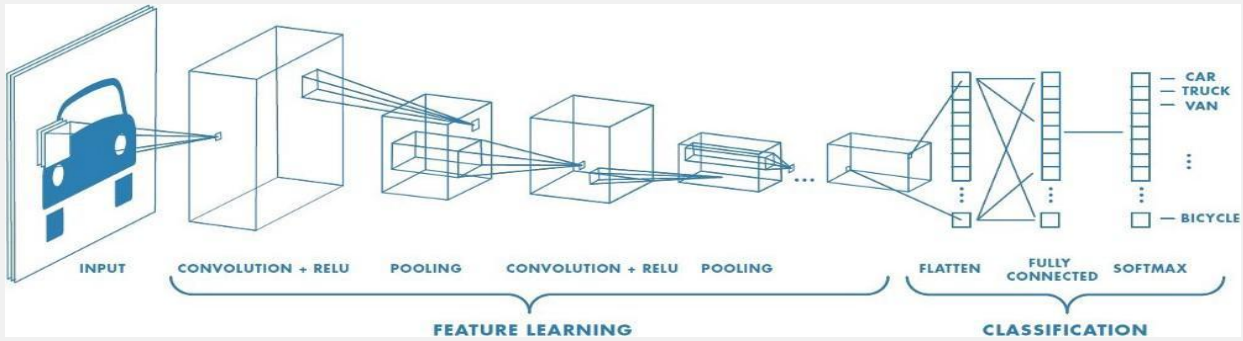 CAR
TRUCK
VAN
BICYCLE
INPUT
CONVOLUTION + RELU
POOLING
CONVOLUTION + RELU
POOLING
FLATTEN
FULLY
CONNECTED
SOFTMAX
FEATURE LEARNING
CLASSIFICATION